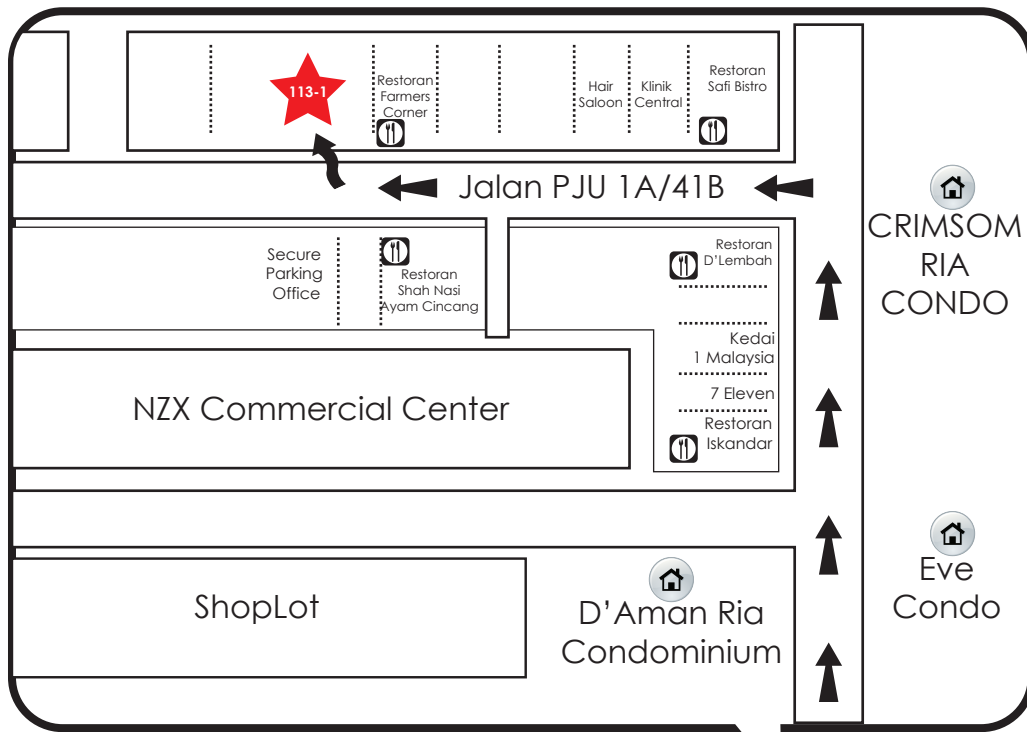 113-1
Restoran
Farmers
Corner
Hair
Saloon
Klinik
Central
Restoran
Safi Bistro
Jalan PJU 1A/41B
CRIMSOM
RIA
CONDO
Secure
Parking
Office
Restoran
Shah Nasi
Ayam Cincang
Restoran
D'Lembah
Kedai
1 Malaysia
7 Eleven
Restoran
Iskandar
NZX Commercial Center
Eve
Condo
ShopLot
D'Aman Ria
Condominium